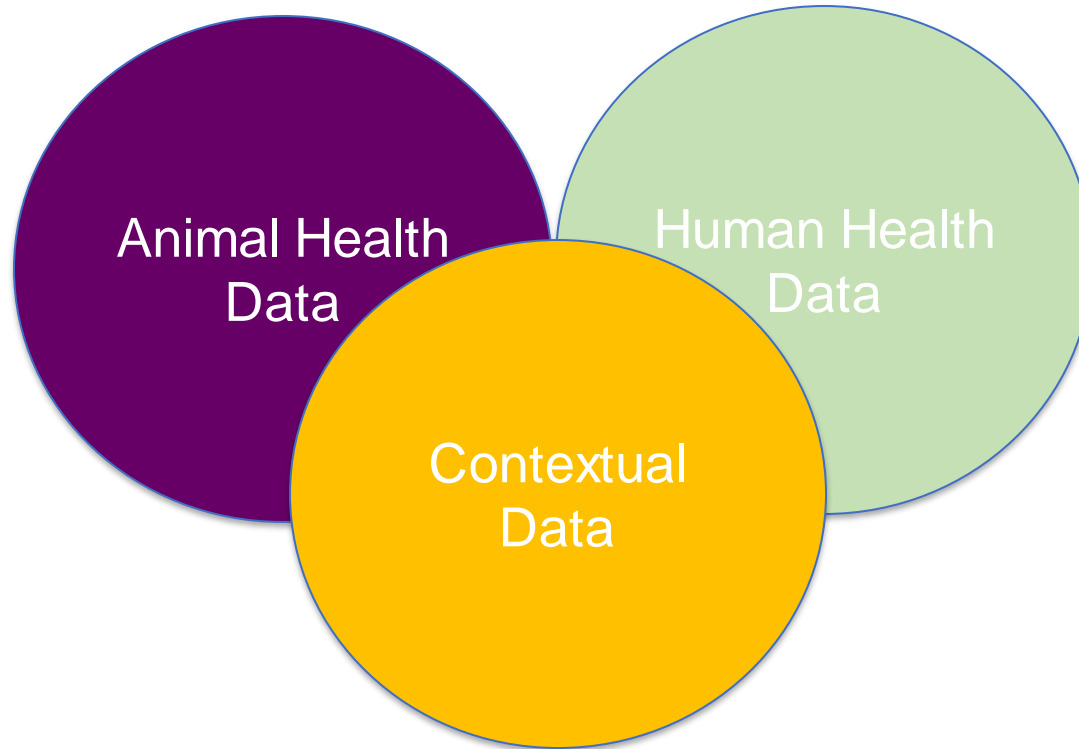 Animal Health
Data
Human Health
Data
Contextual
Data